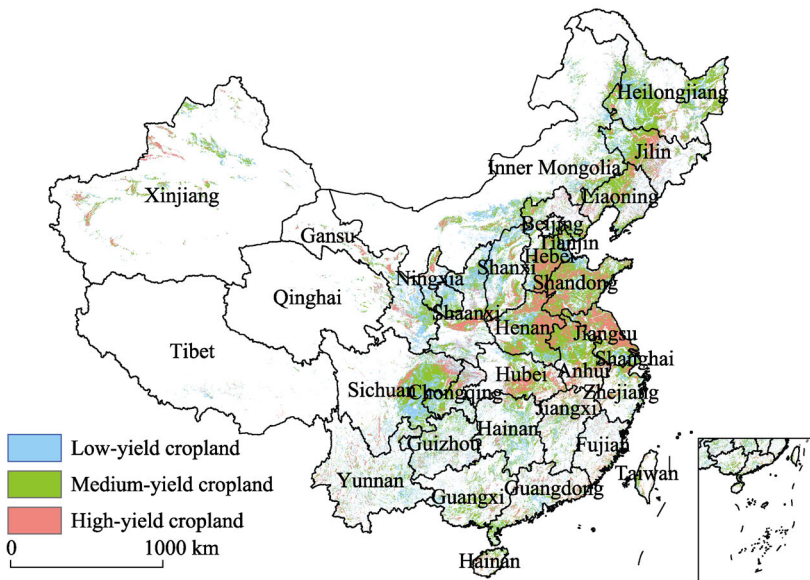 Heilongjiang
Jilin
Inner Mongolia
Liaoning
Xinjiang
Beijing
Gansu
Tianjin
Hebei
Shanxi
Ningxia
Shandong
Qinghai
Shaanxi
Henan
Jiangsu
Tibet
Shanghai
Hubei
Anhui
Sichuan
Chongqing
Zhejiang
Jiangxi
Hainan
Guizhou
Fujian
Low-yield cropland
Yunnan
Taiwan
Medium-yield cropland
Guangxi
Guangdong
High-yield cropland
0
1000 km
Hainan